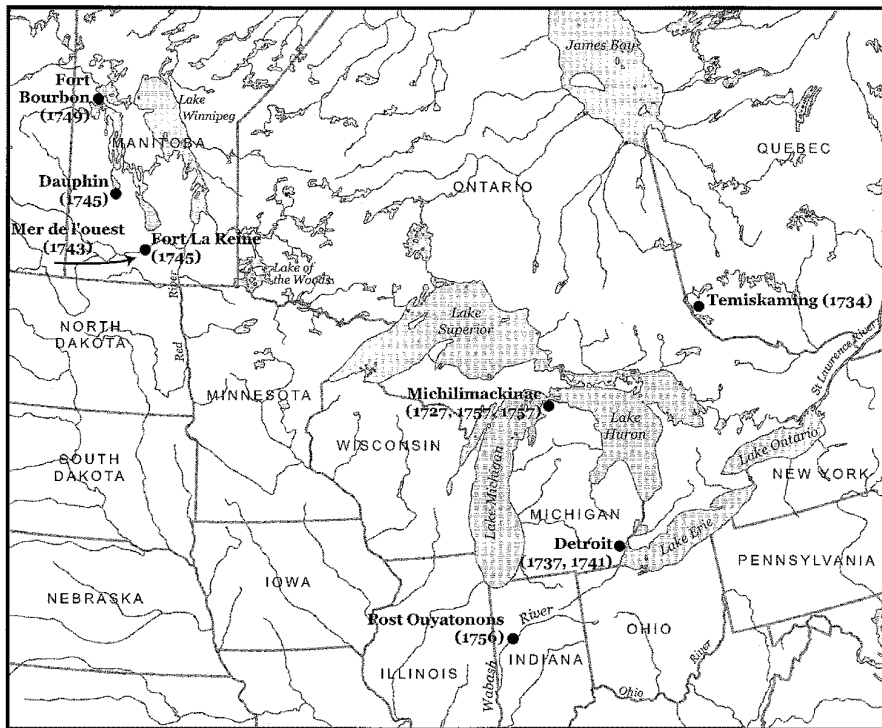 James Bay
Fort
Bourbon
(1749)
Lake
Winnipeg
MANITOBA
QUEBEC
ONTARIO
Dauphin
(1745)
Mer de l'ouest
(1743)
Fort La Reine
(1745)
Lake of
the Woods
River
Red
Temiskaming (1734)
NORTH
DAKOTA
Lake
Superior
St Lawrence River
MINNESOTA
Michilimackinac
(1727, 1757, 1757)
WISCONSIN
Lake
Huron
Lake Ontario
NEW YORK
SOUTH
DAKOTA
Lake Michigan
MICHIGAN
Lake Erie
Detroit
(1737, 1741)
PENNSYLVANIA
IOWA
NEBRASKA
Post Ouyatonons
(1756)
River
OHIO
River
ILLINOIS
Wabash
INDIANA
Ohio